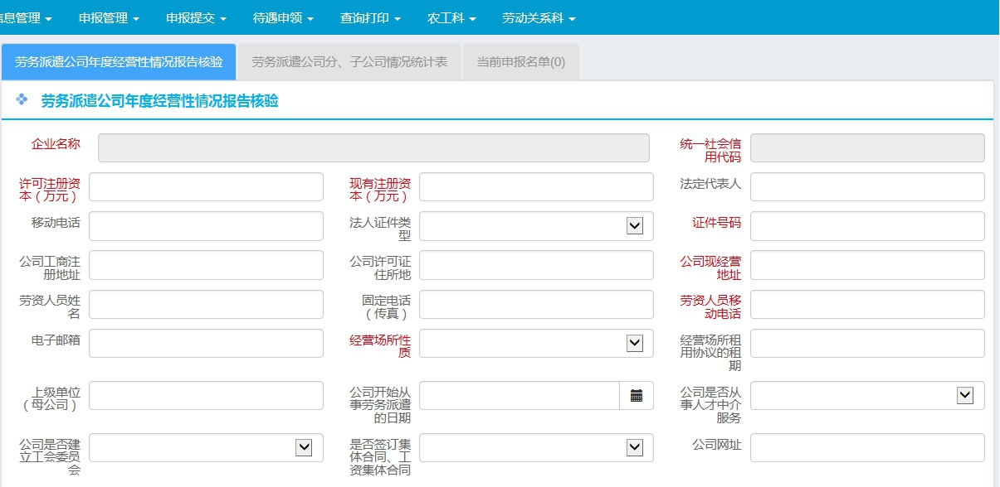 息管理 申报管理 申报提交 待遇申领 查询打印 农工科 劳动关系科
劳务派遣公司年度经营性情况报告核验 劳务派遣公司分、子公司情况统计表 当前申报名单(0)
劳务派遣公司年度经营性情况报告核验
企业名称
统一社会信
用代码
许可注册资
本（万元）
现有注册资
本（万元）
法定代表人
移动电话
法人证件类
型
证件号码
公司工商注
册地址
公司许可证
住所地
公司现经营
地址
劳资人员姓
名
固定电话
（传真）
劳资人员移
动电话
电子邮箱
经营场所性
质
经营场所租
用协议的租
期
上级单位
（母公司）
公司开始从
事劳务派遣
的日期
公司是否从
事人才中介
服务
公司是否建
立工会委员
会
是否签订集
体合同、工
资集体合同
公司网址